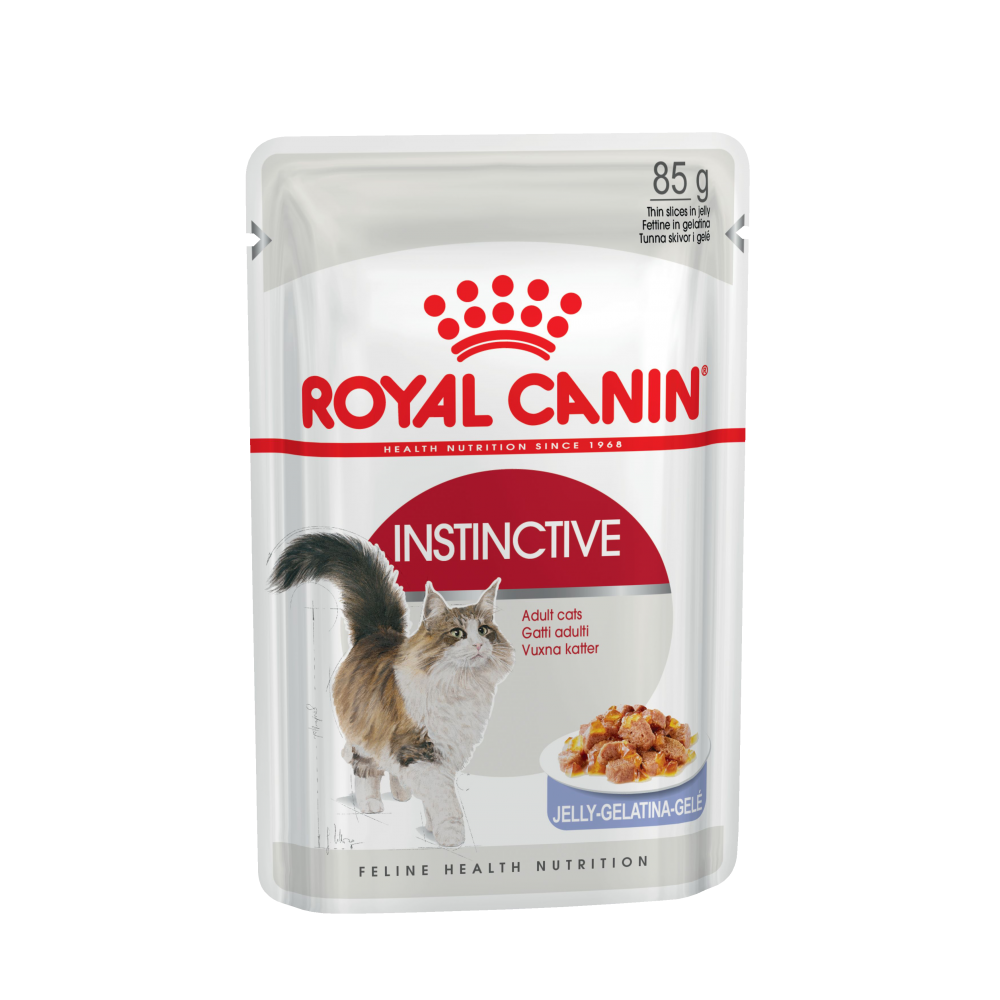 85 g
Thin slices in jelly
Fettine in gelatina
Tunna skivor i gelé
ROYAL CANIN®
HEALTH NUTRITION SINCE 1968
INSTINCTIVE
Adult cats
Gatti adulti
Vuxna katter
JELLY-GELATINA-GELÉ
FELINE HEALTH NUTRITION